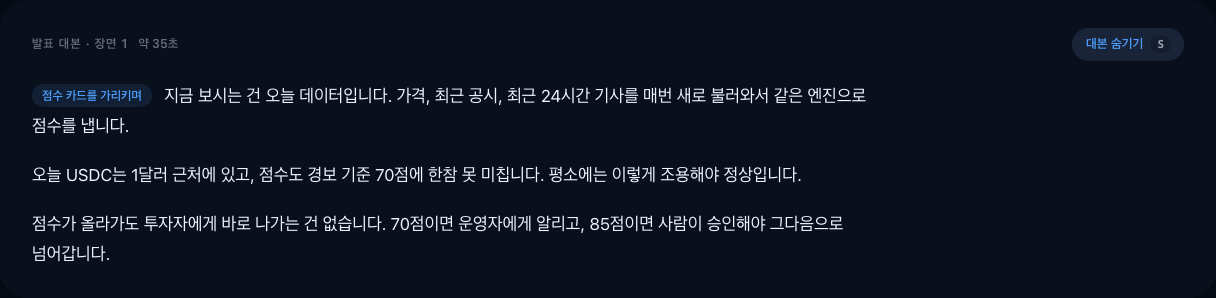 발표 대본 · 장면 1 약 35초
대본 숨기기 S
점수 카드를 가리키며 지금 보시는 건 오늘 데이터입니다. 가격, 최근 공시, 최근 24시간 기사를 매번 새로 불러와서 같은 엔진으로
점수를 냅니다.
오늘 USDC는 1달러 근처에 있고, 점수도 경보 기준 70점에 한참 못 미칩니다. 평소에는 이렇게 조용해야 정상입니다.
점수가 올라가도 투자자에게 바로 나가는 건 없습니다. 70점이면 운영자에게 알리고, 85점이면 사람이 승인해야 그다음으로
넘어갑니다.